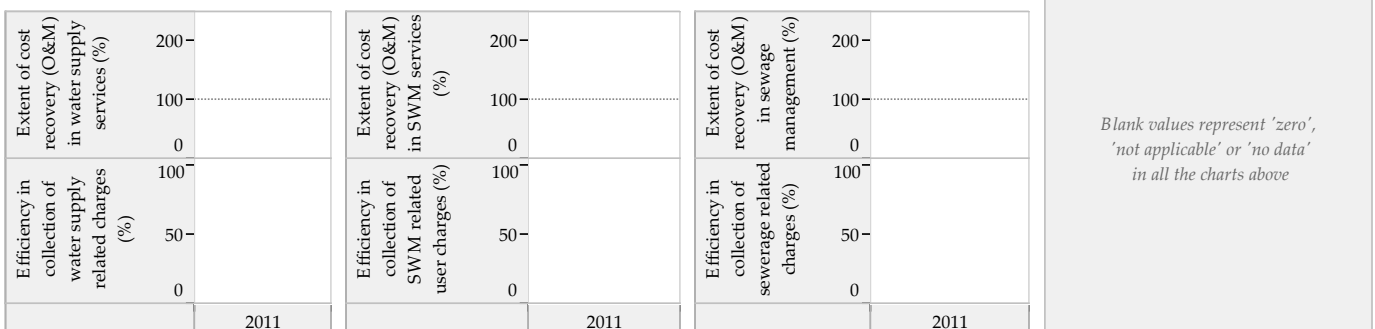 Extent of cost
recovery (O&M)
in water supply
services (%)
200
100
0
Efficiency in
collection of
water supply
related charges
(%)
100
50
0
2011
Extent of cost
recovery (O&M)
in SWM services
(%)
200
100
0
Efficiency in
collection of
SWM related
user charges (%)
100
50
0
2011
Extent of cost
recovery (O&M)
in sewage
management (%)
200
100
0
Efficiency in
collection of
sewerage related
charges (%)
100
50
0
2011
Blank values represent 'zero',
'not applicable' or 'no data'
in all the charts above